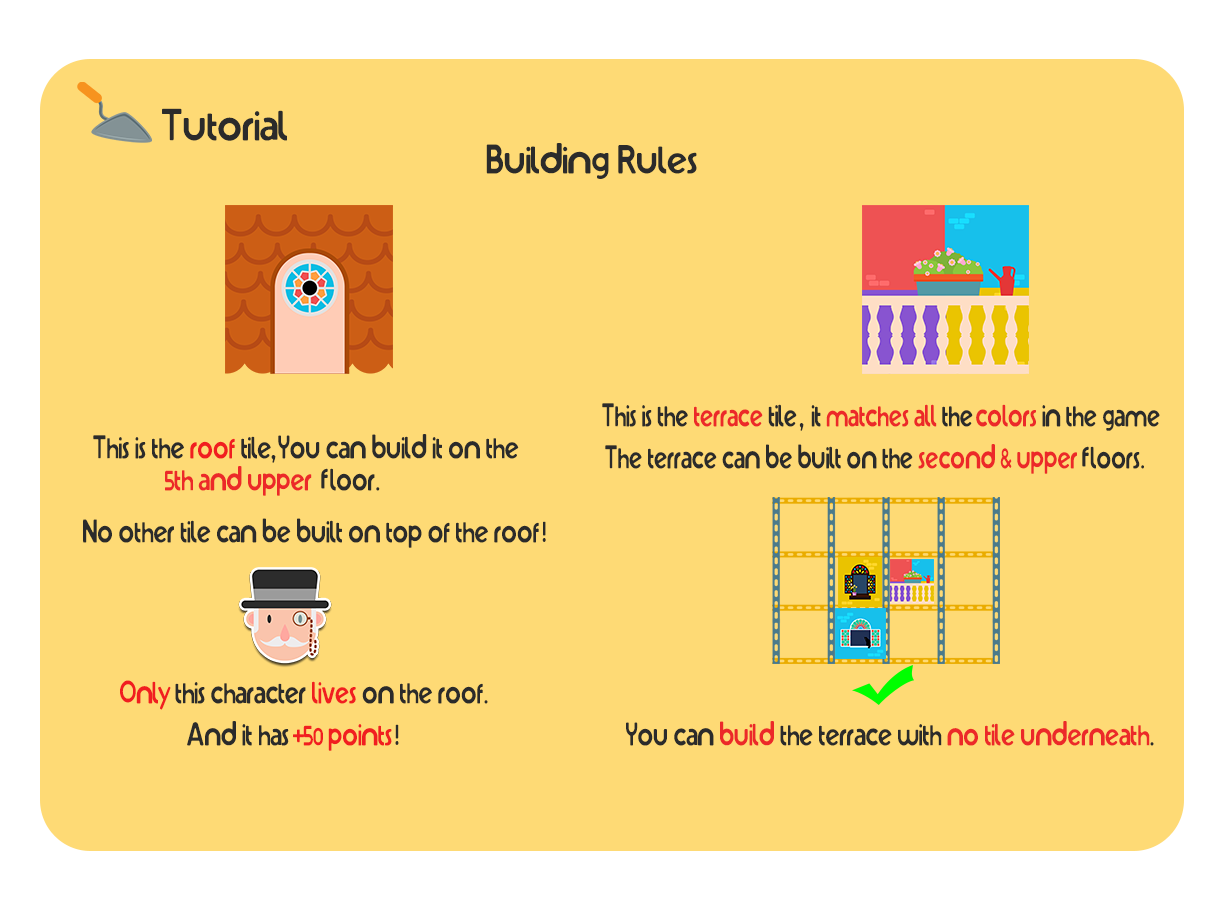 Tutorial
Building Rules
This is the roof tile,You can build it on the
5th and upper floor.
No other tile can be built on top of the roof!
Only this character lives on the roof.
And it has +50 points!
This is the terrace tile, it matches all the colors in the game
The terrace can be built on the second & upper floors.
You can build the terrace with no tile underneath.